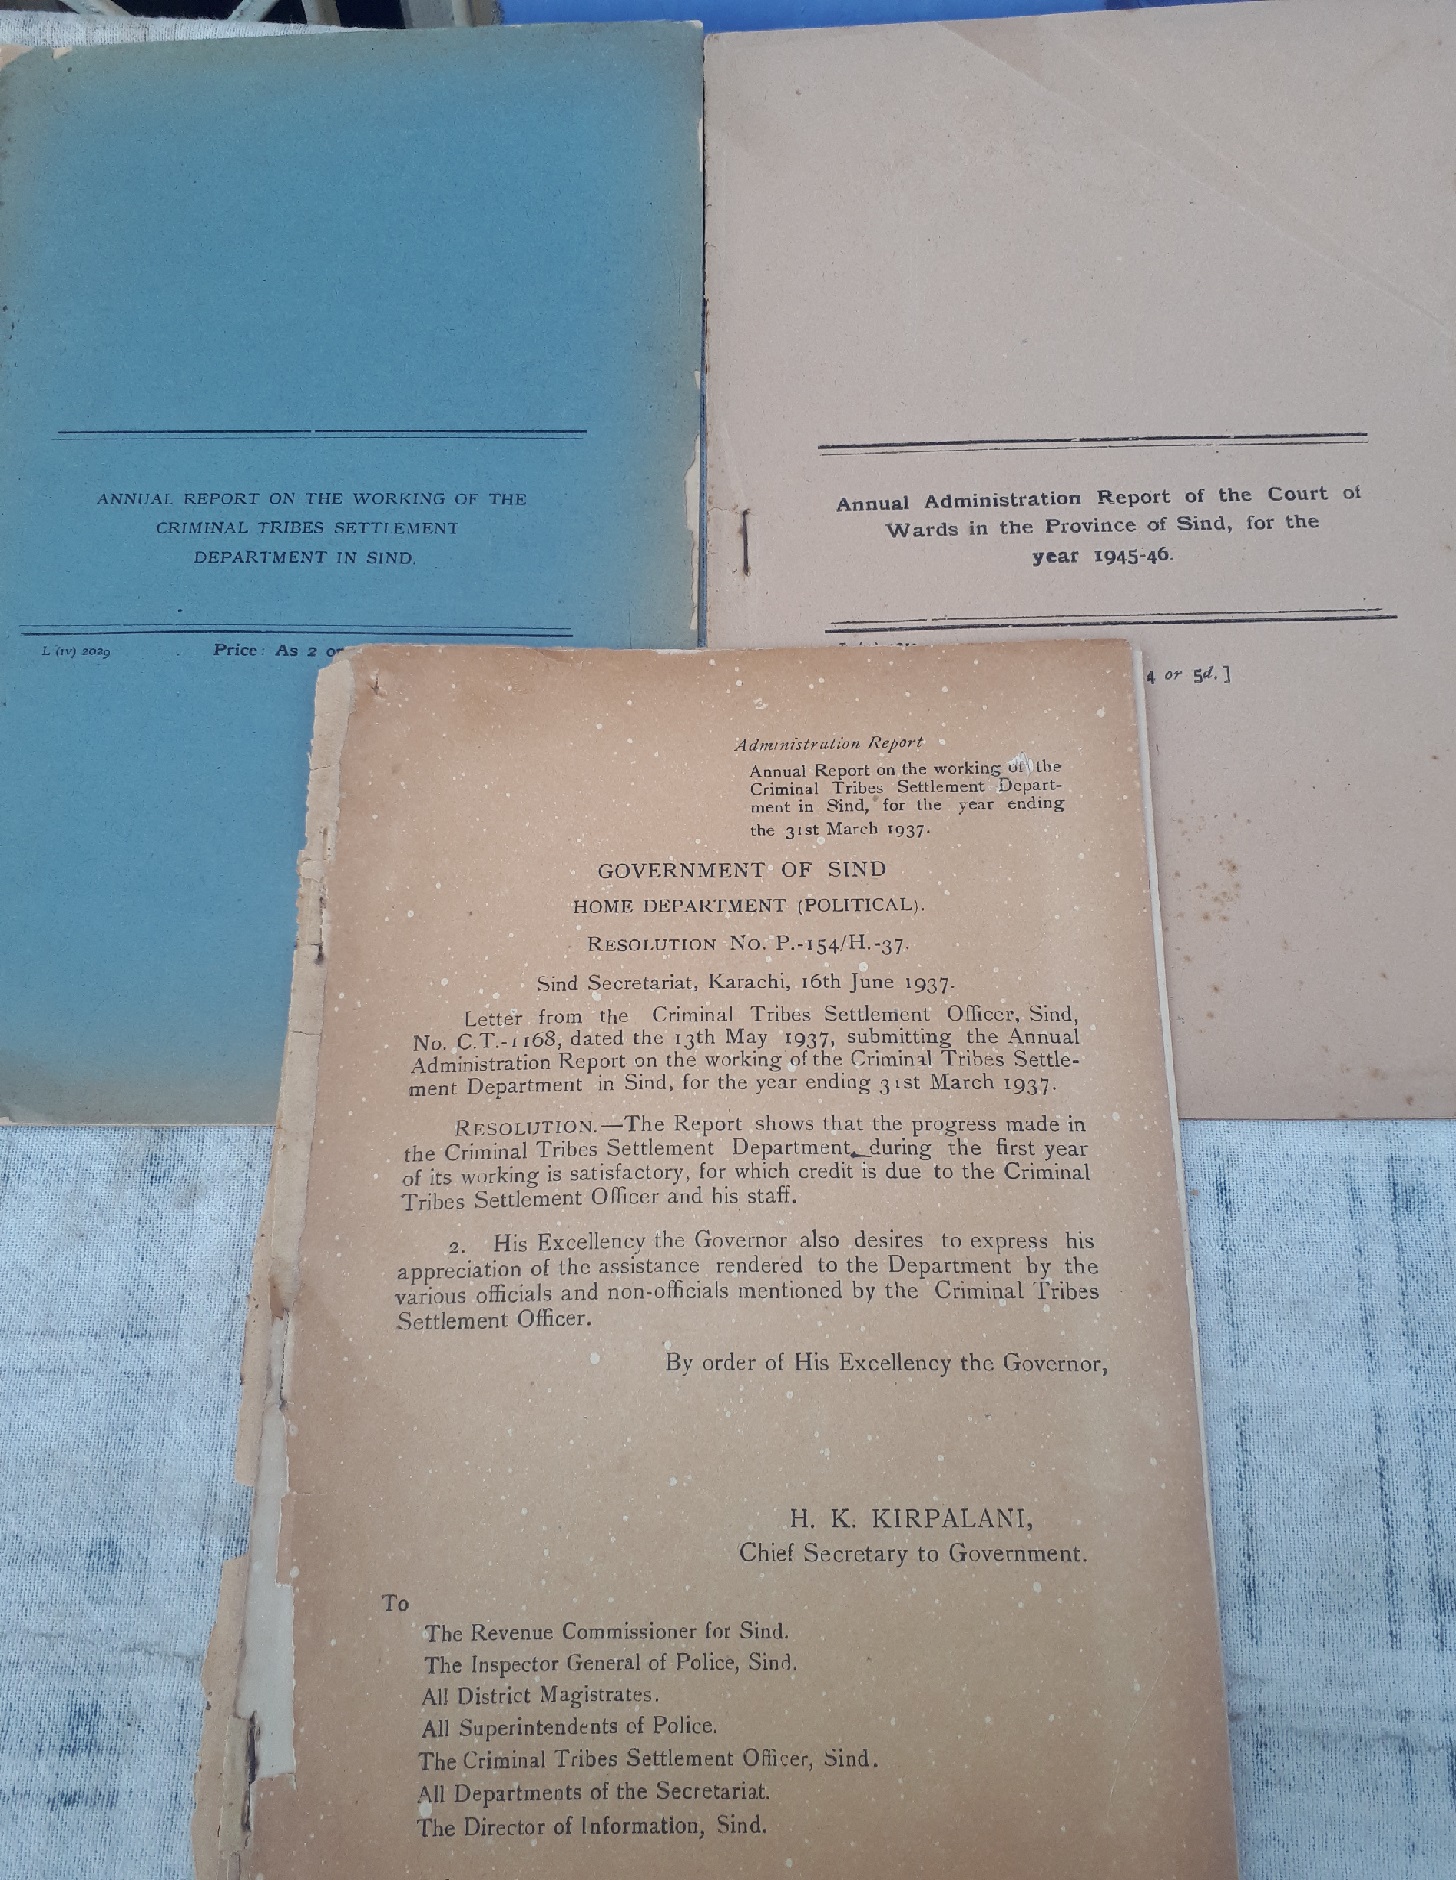 ANNUAL REPORT ON THE WORKING OF THE
CRIMINAL TRIBES SETTLEMENT
DEPARTMENT IN SIND.
L (IV) 2029
Price: As 2 or
Annual Administration Report of the Court of
Wards in the Province of Sind, for the
year 1945-46.
4 or 5d.]
Administration Report
Annual Report on the working of the
Criminal Tribes Settlement Depart-
ment in Sind, for the year ending
the 31st March 1937.
GOVERNMENT OF SIND
HOME DEPARTMENT (POLITICAL).
RESOLUTION NO. P.-154/H.-37.
Sind Secretariat, Karachi, 16th June 1937.
Letter from the Criminal Tribes Settlement Officer, Sind,
No. C.T.-1168, dated the 13th May 1937, submitting the Annual
Administration Report on the working of the Criminal Tribes Settle-
ment Department in Sind, for the year ending 31st March 1937.
RESOLUTION.—The Report shows that the progress made in
the Criminal Tribes Settlement Department, during the first year
of its working is satisfactory, for which credit is due to the Criminal
Tribes Settlement Officer and his staff.
2. His Excellency the Governor also desires to express his
appreciation of the assistance rendered to the Department by the
various officials and non-officials mentioned by the Criminal Tribes
Settlement Officer.
By order of His Excellency the Governor,
H. K. KIRPALANI,
Chief Secretary to Government.
To
The Revenue Commissioner for Sind.
The Inspector General of Police, Sind.
All District Magistrates.
All Superintendents of Police.
The Criminal Tribes Settlement Officer, Sind.
All Departments of the Secretariat.
The Director of Information, Sind.